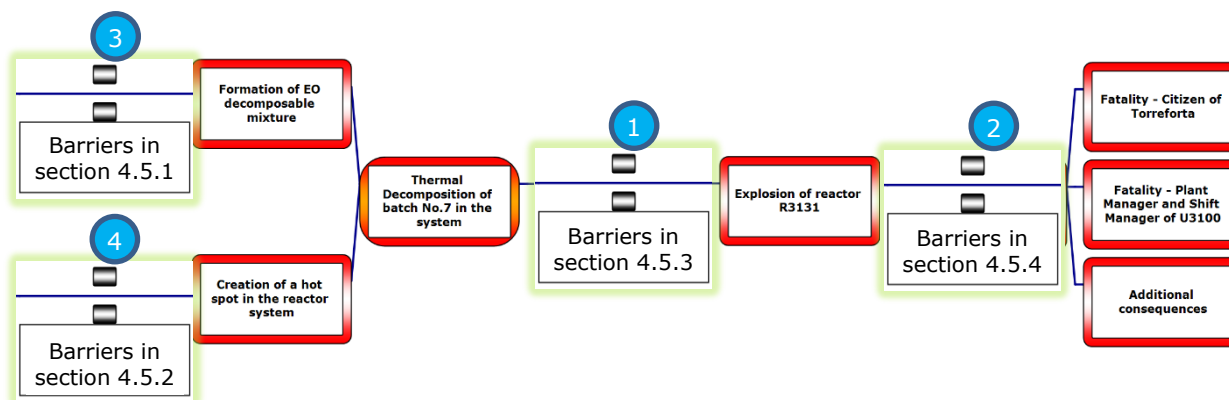 3
Barriers in
section 4.5.1
Formation of EO
decomposable
mixture
4
Barriers in
section 4.5.2
Creation of a hot
spot in the reactor
system
Thermal
Decomposition of
batch No.7 in the
system
1
Barriers in
section 4.5.3
Explosion of reactor
R3131
2
Barriers in
section 4.5.4
Fatality - Citizen of
Torreforta
Fatality - Plant
Manager and Shift
Manager of U3100
Additional
consequences